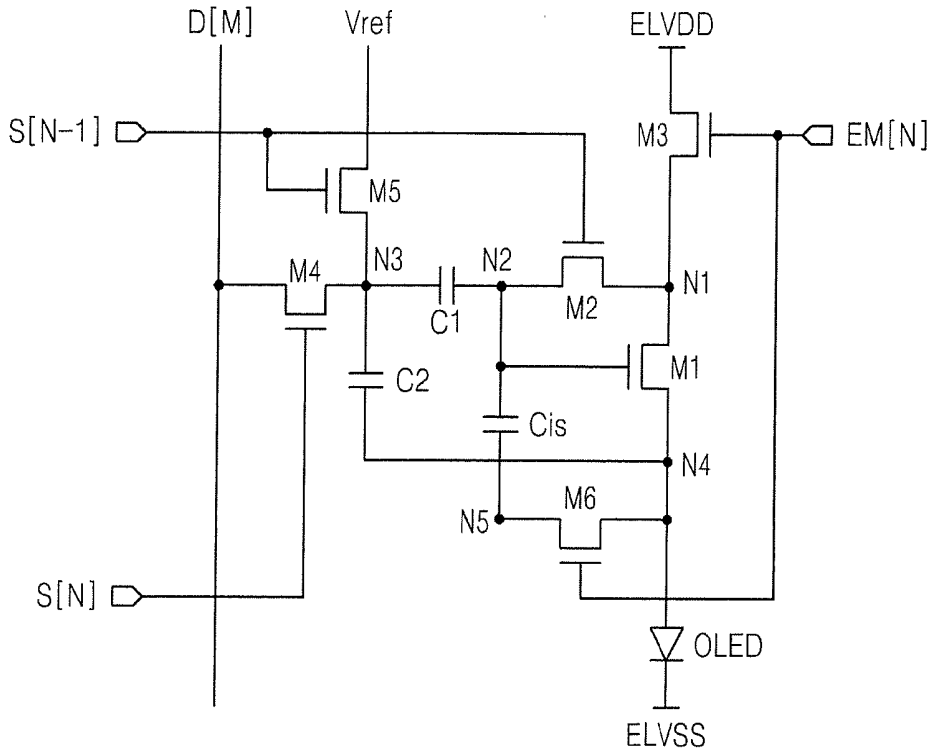 D[M]
Vref
ELVDD
S[N-1]
M3
EM[N]
M5
M4
N3
N2
N1
C1
M2
M1
C2
Cis
N4
M6
N5
S[N]
OLED
ELVSS